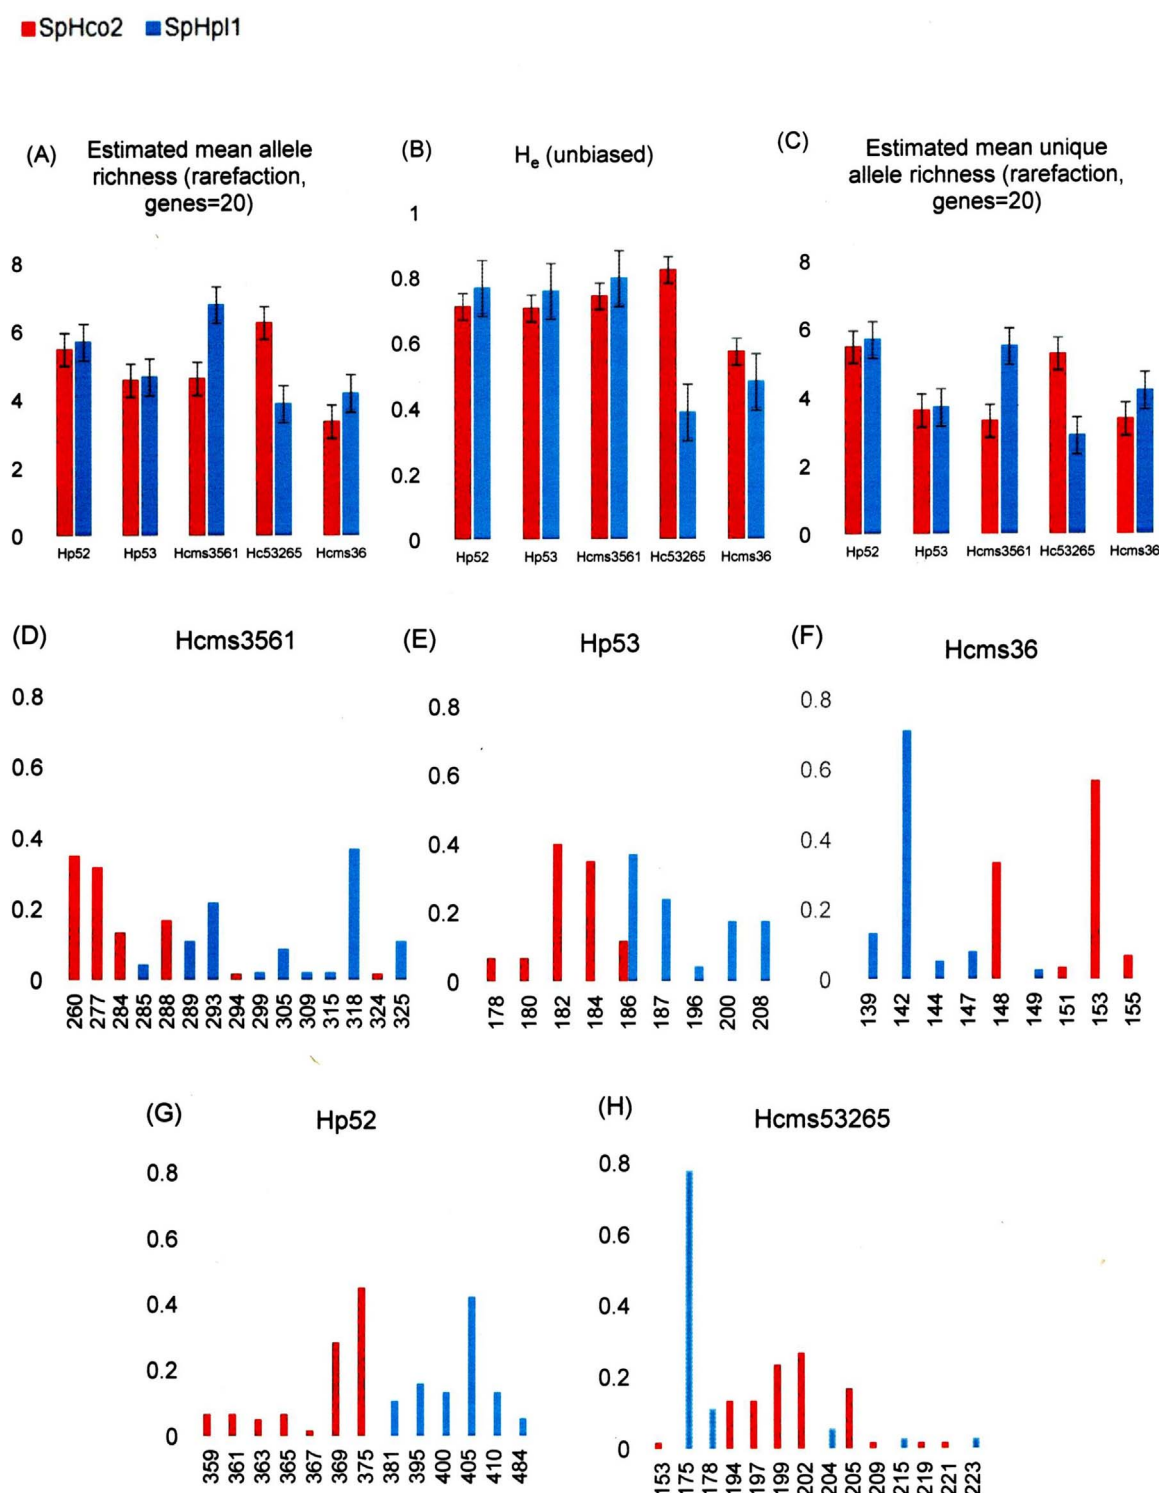 SpHco2 SpHpl1
(A) Estimated mean allele
richness (rarefaction,
genes=20)
8
6
4
2
0
Hp52 Hp53 Hcms3561 Hc53265 Hcms36
(B) He (unbiased)
1
0.8
0.6
0.4
0.2
0
Hp52 Hp53 Hcms3561 Hc53265 Hcms36
(C) Estimated mean unique
allele richness (rarefaction,
genes=20)
8
6
4
2
0
Hp52 Hp53 Hcms3561 Hc53265 Hcms36
(D) Hcms3561
0.8
0.6
0.4
0.2
0
260 277 284 285 288 289 293 294 299 305 309 315 318 324 325
(E) Hp53
0.8
0.6
0.4
0.2
0
178 180 182 184 186 187 196 200 208
(F) Hcms36
0.8
0.6
0.4
0.2
0
139 142 144 147 148 149 151 153 155
(G) Hp52
0.8
0.6
0.4
0.2
0
359 361 363 365 367 369 375 381 395 400 405 410 484
(H) Hcms53265
0.8
0.6
0.4
0.2
0
153 175 178 194 197 199 202 204 205 209 215 219 221 223